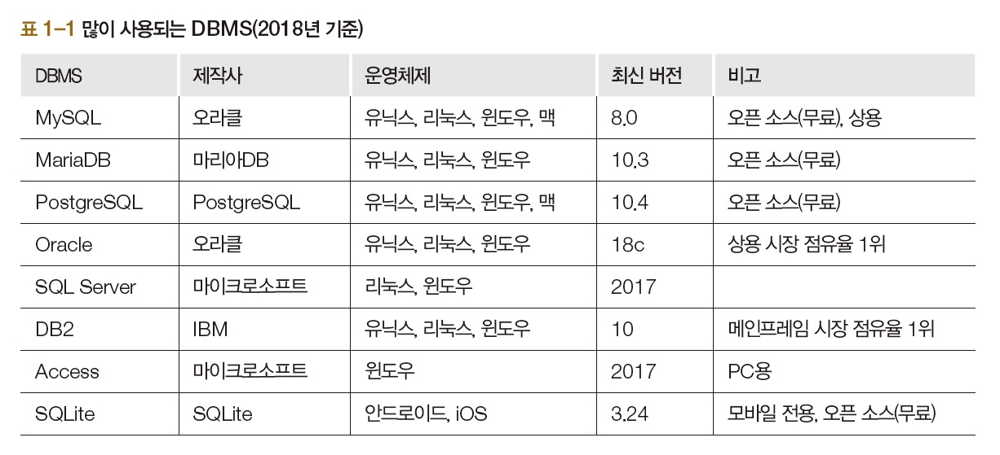 표 1-1 많이 사용되는 DBMS(2018년 기준)
DBMS 제작사 운영체제 최신 버전 비고
MySQL 오라클 유닉스, 리눅스, 윈도우, 맥 8.0 오픈 소스(무료), 상용
MariaDB 마리아DB 유닉스, 리눅스, 윈도우 10.3 오픈 소스(무료)
PostgreSQL PostgreSQL 유닉스, 리눅스, 윈도우, 맥 10.4 오픈 소스(무료)
Oracle 오라클 유닉스, 리눅스, 윈도우 18c 상용 시장 점유율 1위
SQL Server 마이크로소프트 리눅스, 윈도우 2017
DB2 IBM 유닉스, 리눅스, 윈도우 10 메인프레임 시장 점유율 1위
Access 마이크로소프트 윈도우 2017 PC용
SQLite SQLite 안드로이드, iOS 3.24 모바일 전용, 오픈 소스(무료)